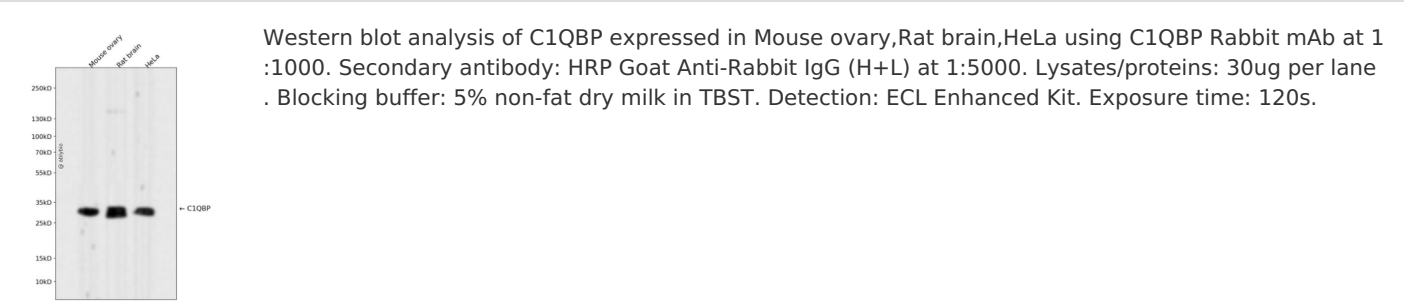 Western blot analysis of C1QBP expressed in Mouse ovary,Rat brain,HeLa using C1QBP Rabbit mAb at 1
:1000. Secondary antibody: HRP Goat Anti-Rabbit IgG (H+L) at 1:5000. Lysates/proteins: 30ug per lane
. Blocking buffer: 5% non-fat dry milk in TBST. Detection: ECL Enhanced Kit. Exposure time: 120s.
Mouse ovary
Rat brain
HeLa
250kD
130kD
100kD
70kD
55kD
35kD
← C1QBP
25kD
15kD
10kD